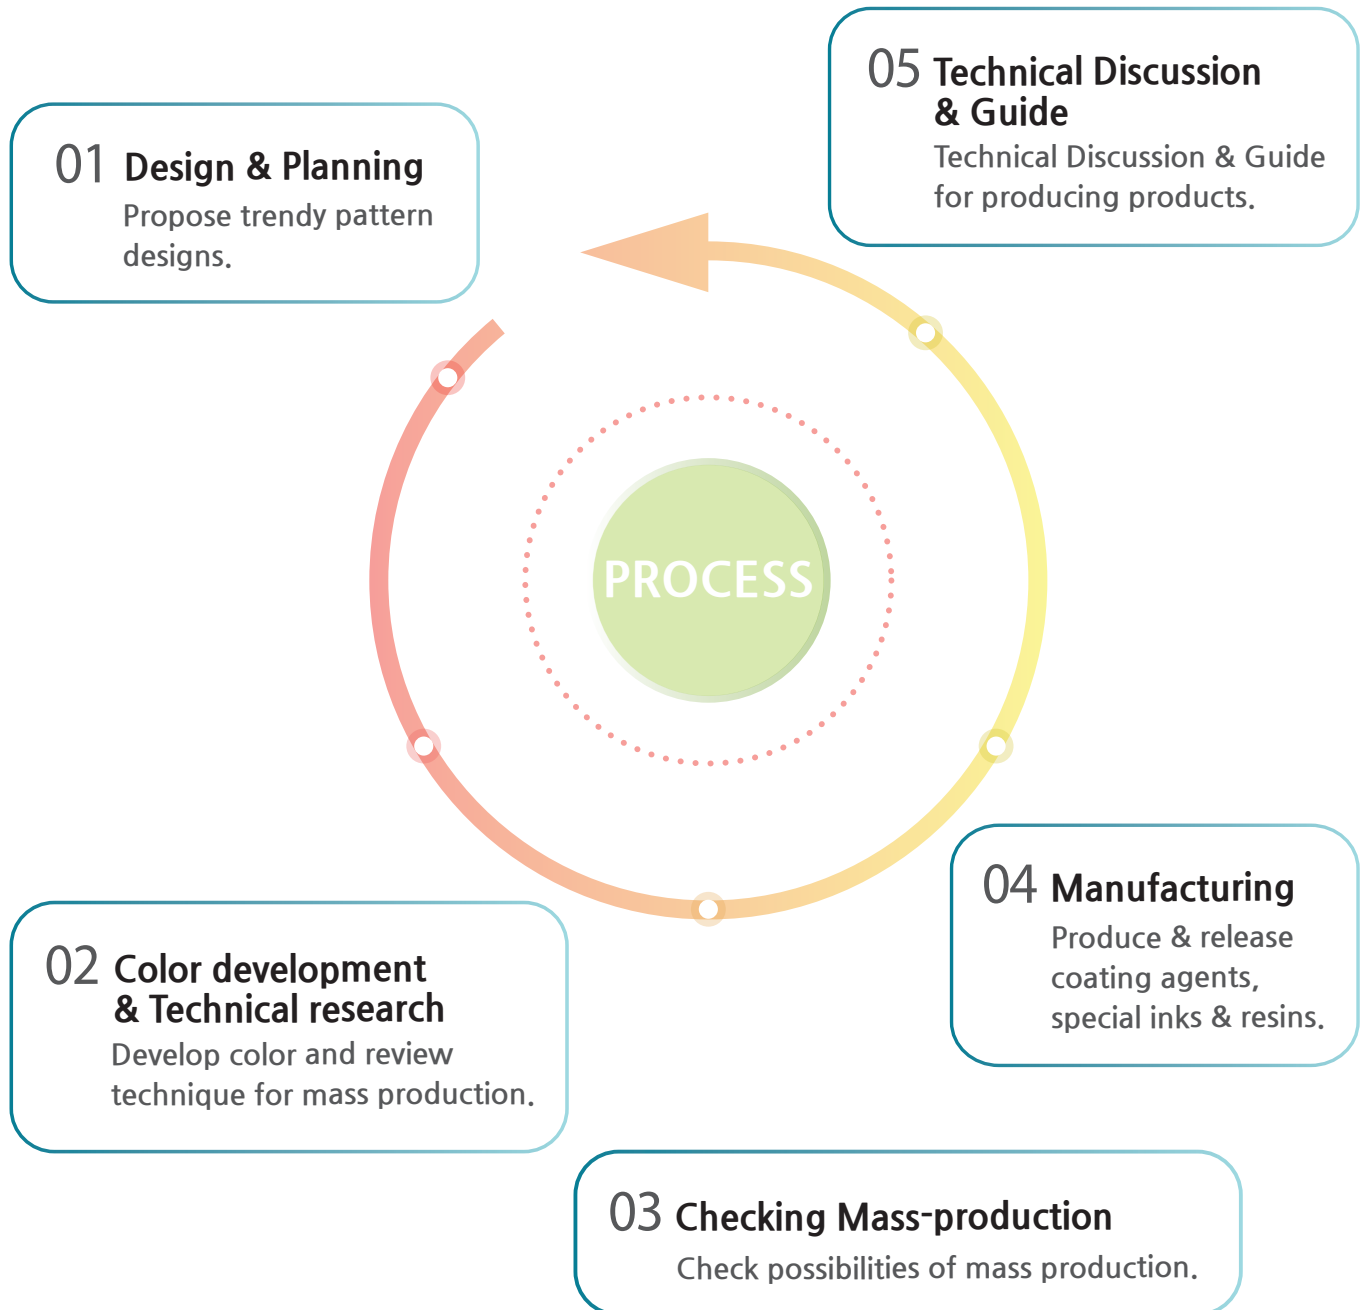 01 Design & Planning
Propose trendy pattern
designs.
02 Color development
& Technical research
Develop color and review
technique for mass production.
03 Checking Mass-production
Check possibilities of mass production.
04 Manufacturing
Produce & release
coating agents,
special inks & resins.
05 Technical Discussion
& Guide
Technical Discussion & Guide
for producing products.
PROCESS